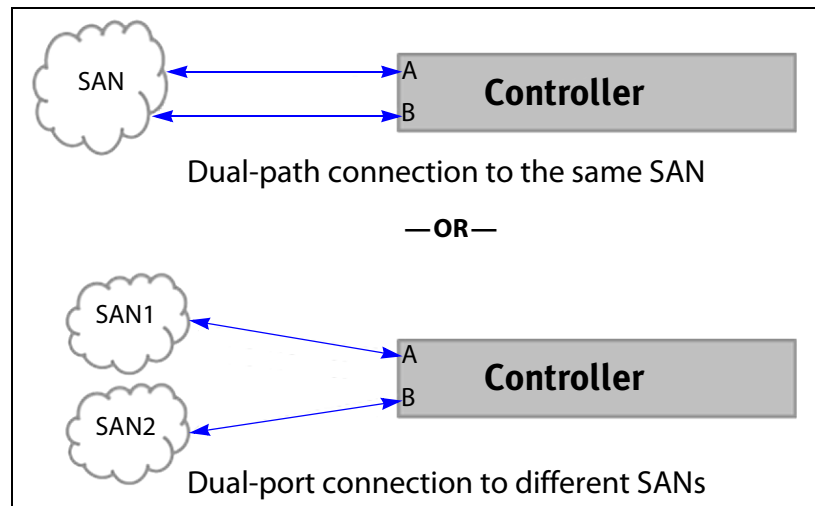 SAN
A
B
Controller
Dual-path connection to the same SAN
—OR—
SAN1
SAN2
A
B
Controller
Dual-port connection to different SANs